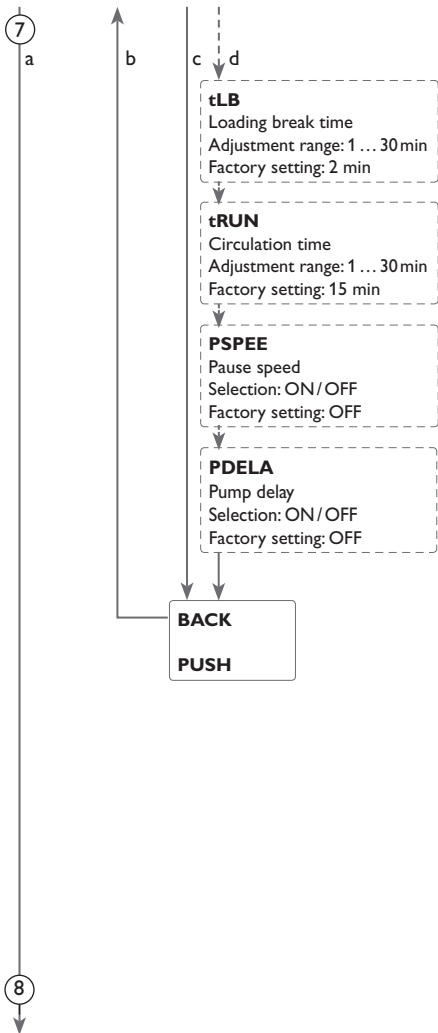 7
a
b
c
d
tLB
Loading break time
Adjustment range: 1 … 30 min
Factory setting: 2 min
tRUN
Circulation time
Adjustment range: 1 … 30 min
Factory setting: 15 min
PSPEE
Pause speed
Selection: ON / OFF
Factory setting: OFF
PDELA
Pump delay
Selection: ON / OFF
Factory setting: OFF
BACK
PUSH
8